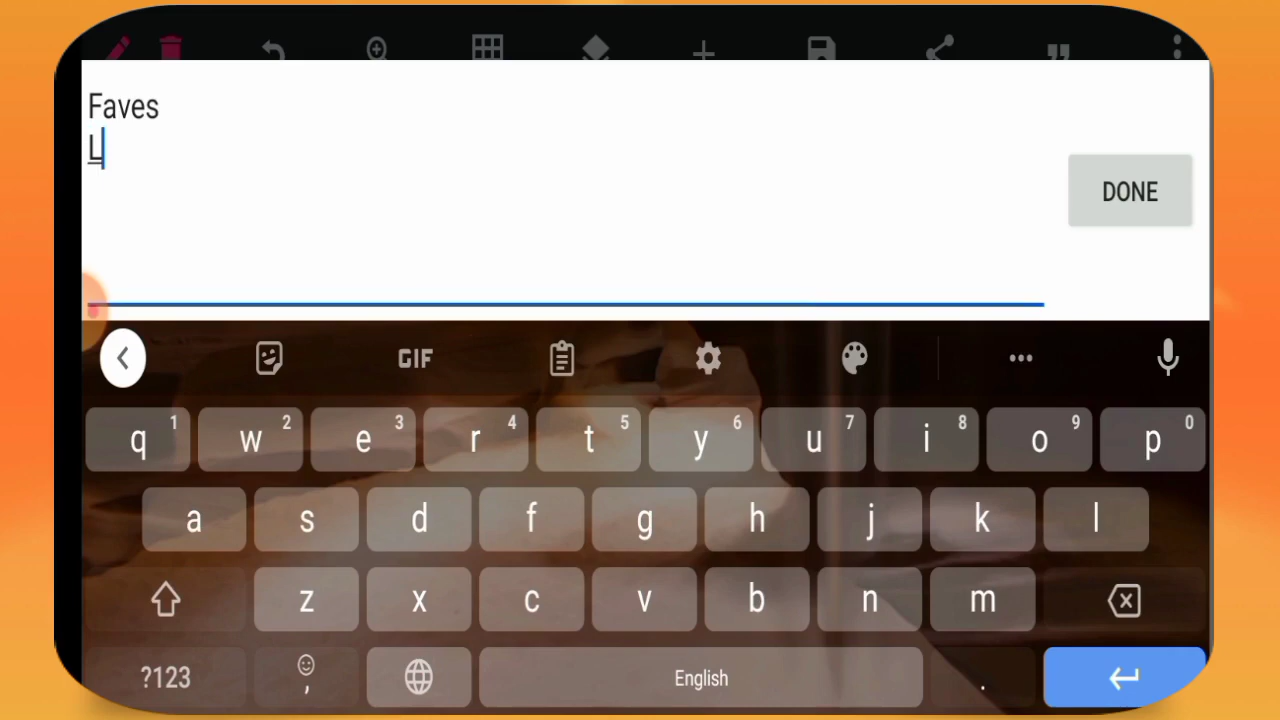 Faves
L
DONE
GIF
q 1 w 2 e 3 r 4 t 5 y 6 u 7 i 8 o 9 p 0
a s d f g h j k l
z x c v b n m
?123 , English .